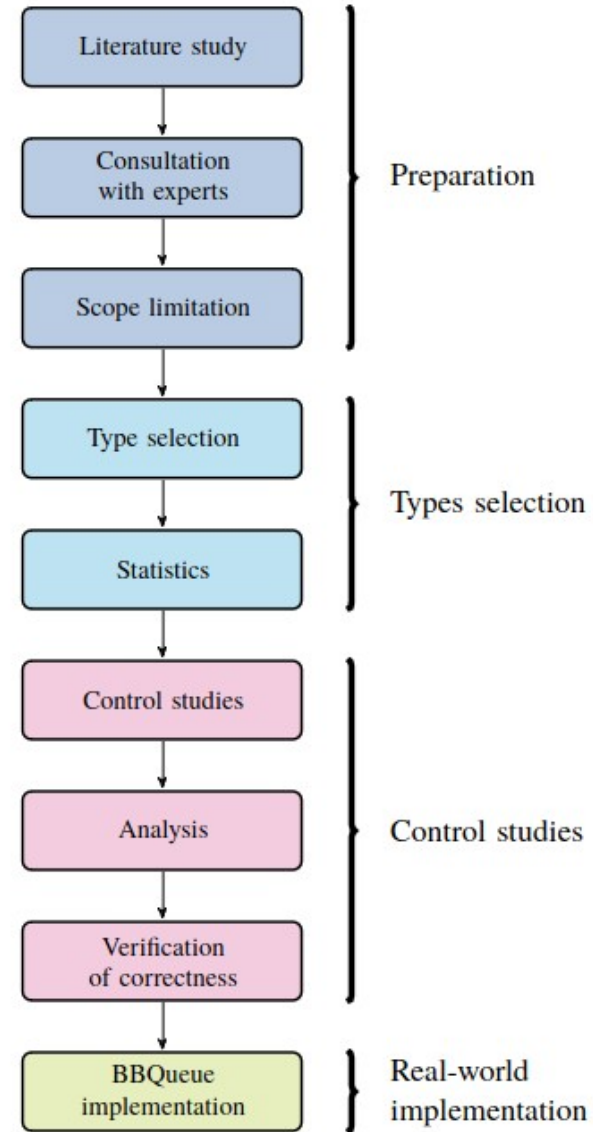 Literature study
Consultation
with experts
Scope limitation
Preparation
Type selection
Statistics
Types selection
Control studies
Analysis
Verification
of correctness
Control studies
BBQueue
implementation
Real-world
implementation